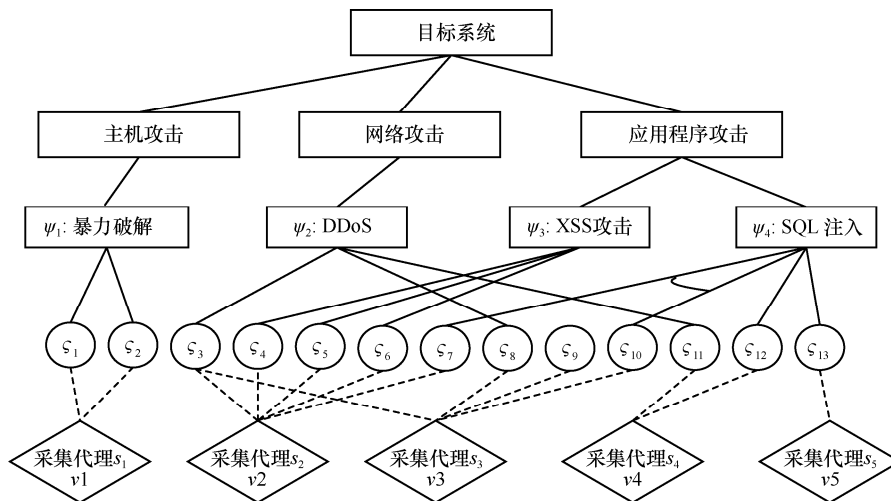 目标系统
主机攻击
网络攻击
应用程序攻击
ψ₁: 暴力破解
ψ₂: DDoS
ψ₃: XSS攻击
ψ₄: SQL 注入
ς₁
ς₂
ς₃
ς₄
ς₅
ς₆
ς₇
ς₈
ς₉
ς₁₀
ς₁₁
ς₁₂
ς₁₃
采集代理s₁
v1
采集代理s₂
v2
采集代理s₃
v3
采集代理s₄
v4
采集代理s₅
v5